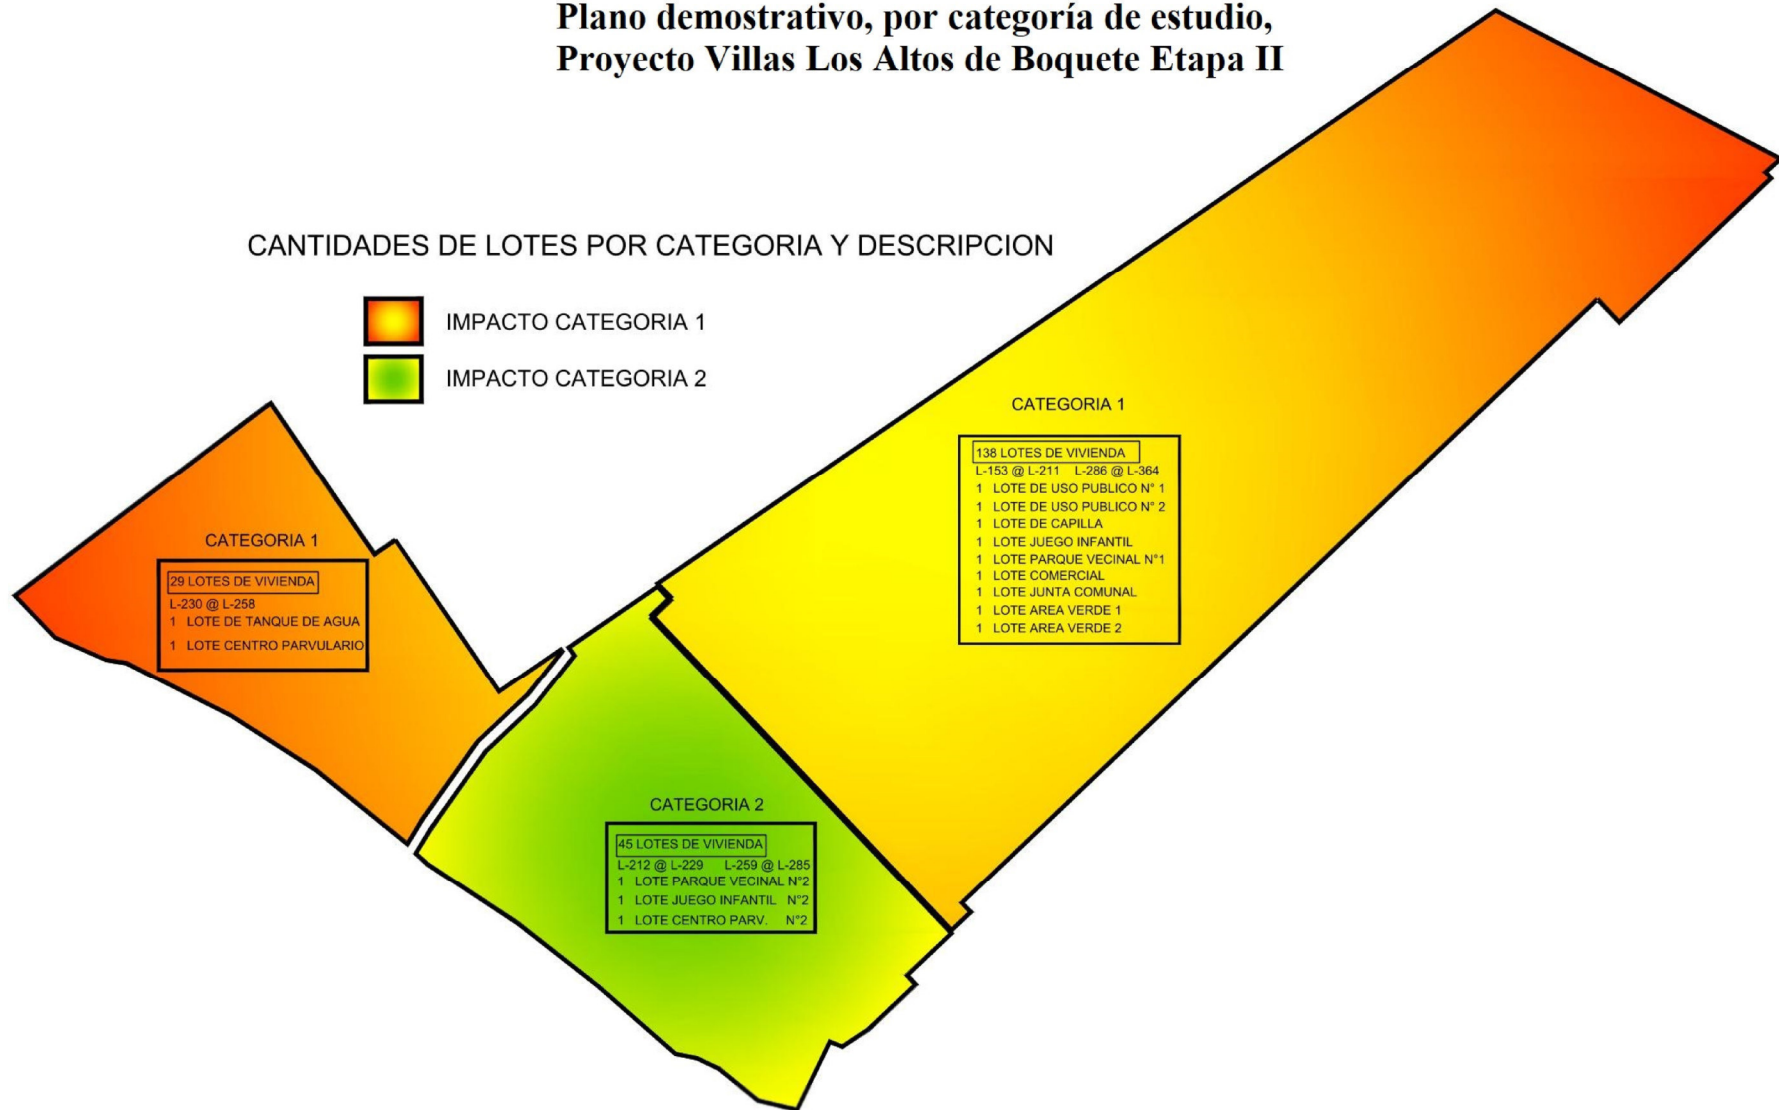 Plano demostrativo, por categoría de estudio,
Proyecto Villas Los Altos de Boquete Etapa II
CANTIDADES DE LOTES POR CATEGORIA Y DESCRIPCION
IMPACTO CATEGORIA 1
IMPACTO CATEGORIA 2
CATEGORIA 1
138 LOTES DE VIVIENDA
L-153 @ L-211 L-286 @ L-364
1 LOTE DE USO PUBLICO N° 1
1 LOTE DE USO PUBLICO N° 2
1 LOTE DE CAPILLA
1 LOTE JUEGO INFANTIL
1 LOTE PARQUE VECINAL N°1
1 LOTE COMERCIAL
1 LOTE JUNTA COMUNAL
1 LOTE AREA VERDE 1
1 LOTE AREA VERDE 2
CATEGORIA 1
29 LOTES DE VIVIENDA
L-230 @ L-258
1 LOTE DE TANQUE DE AGUA
1 LOTE CENTRO PARVULARIO
CATEGORIA 2
45 LOTES DE VIVIENDA
L-212 @ L-229 L-259 @ L-285
1 LOTE PARQUE VECINAL N°2
1 LOTE JUEGO INFANTIL N°2
1 LOTE CENTRO PARV. N°2